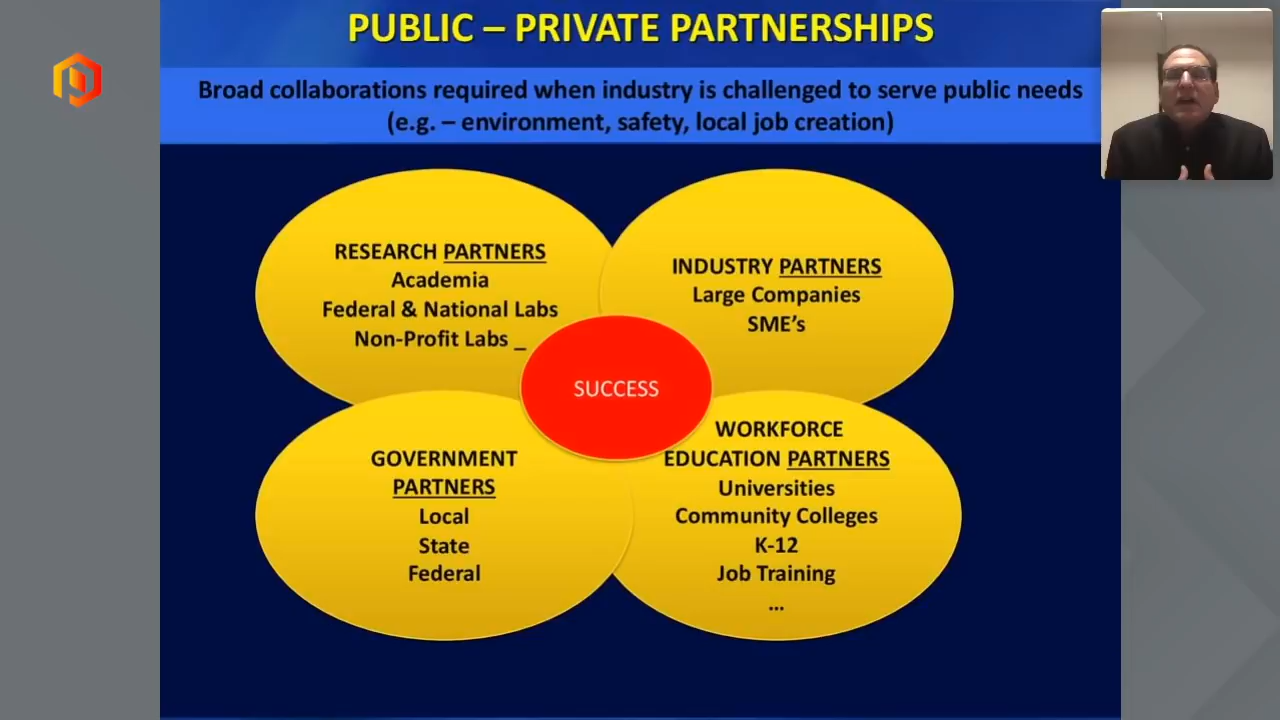 PUBLIC – PRIVATE PARTNERSHIPS
Broad collaborations required when industry is challenged to serve public needs
(e.g. – environment, safety, local job creation)
RESEARCH PARTNERS
Academia
Federal & National Labs
Non-Profit Labs _
INDUSTRY PARTNERS
Large Companies
SME's
SUCCESS
GOVERNMENT
PARTNERS
Local
State
Federal
WORKFORCE
EDUCATION PARTNERS
Universities
Community Colleges
K-12
Job Training
...